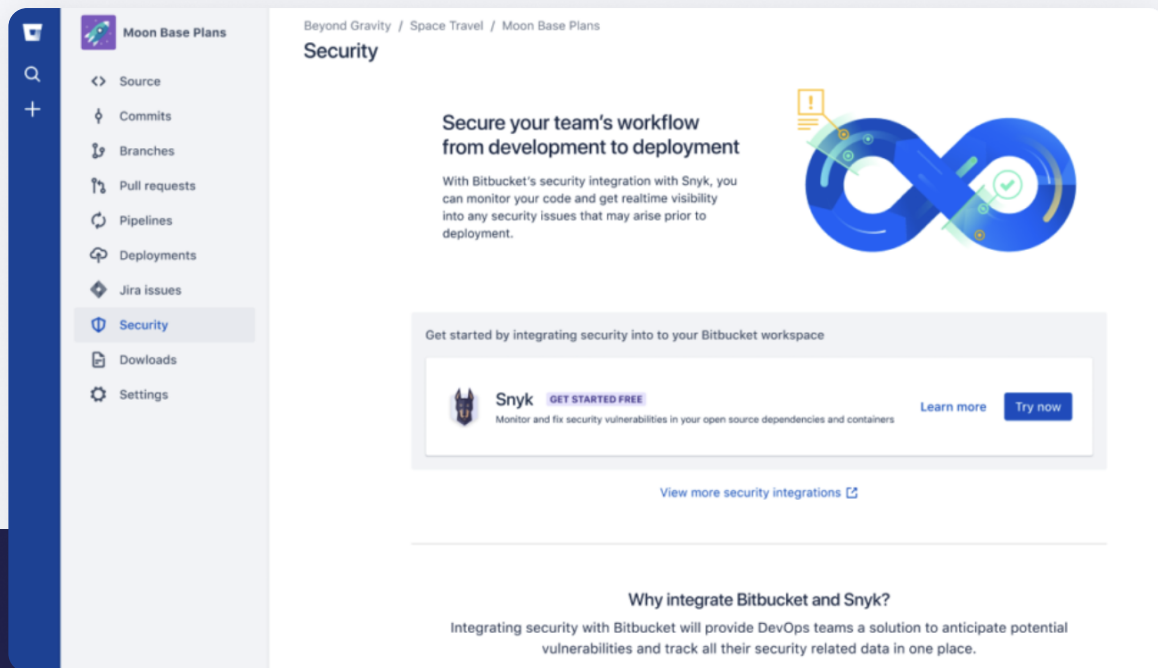 Moon Base Plans
Source
Commits
Branches
Pull requests
Pipelines
Deployments
Jira issues
Security
Dowloads
Settings
Beyond Gravity / Space Travel / Moon Base Plans
Security
Secure your team's workflow
from development to deployment
With Bitbucket's security integration with Snyk, you
can monitor your code and get realtime visibility
into any security issues that may arise prior to
deployment.
Get started by integrating security into to your Bitbucket workspace
Snyk GET STARTED FREE
Monitor and fix security vulnerabilities in your open source dependencies and containers
Learn more
Try now
View more security integrations
Why integrate Bitbucket and Snyk?
Integrating security with Bitbucket will provide DevOps teams a solution to anticipate potential
vulnerabilities and track all their security related data in one place.